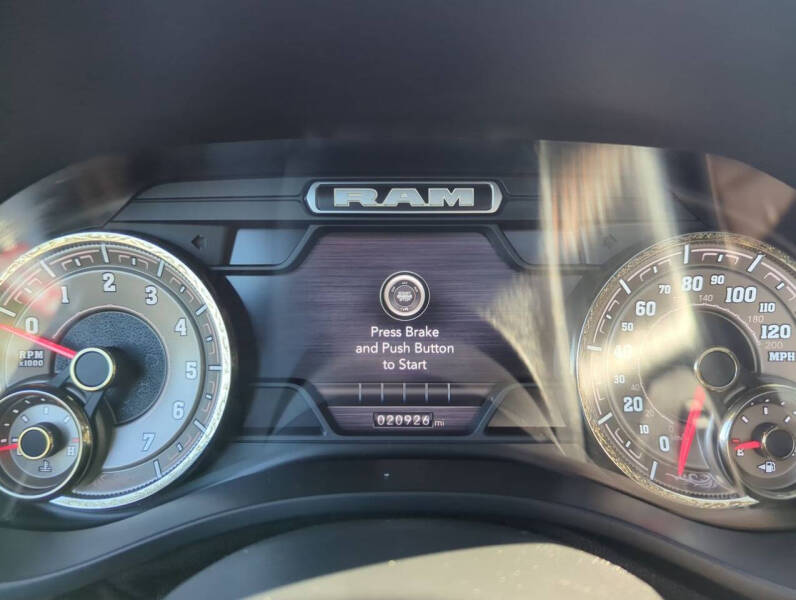 RAM
Press Brake
and Push Button
to Start
020926 mi
0 1 2 3 4 5 6 7
RPM
x1000
H
0 10 20 30 40 50 60 70 80 90 100 110 120
140 180 200
MPH
E